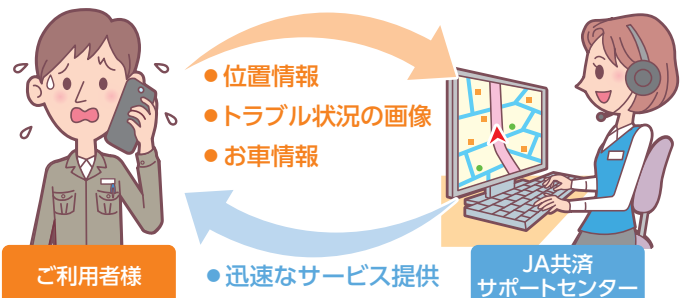 ● 位置情報
● トラブル状況の画像
● お車情報
ご利用者様
● 迅速なサービス提供
JA共済
サポートセンター